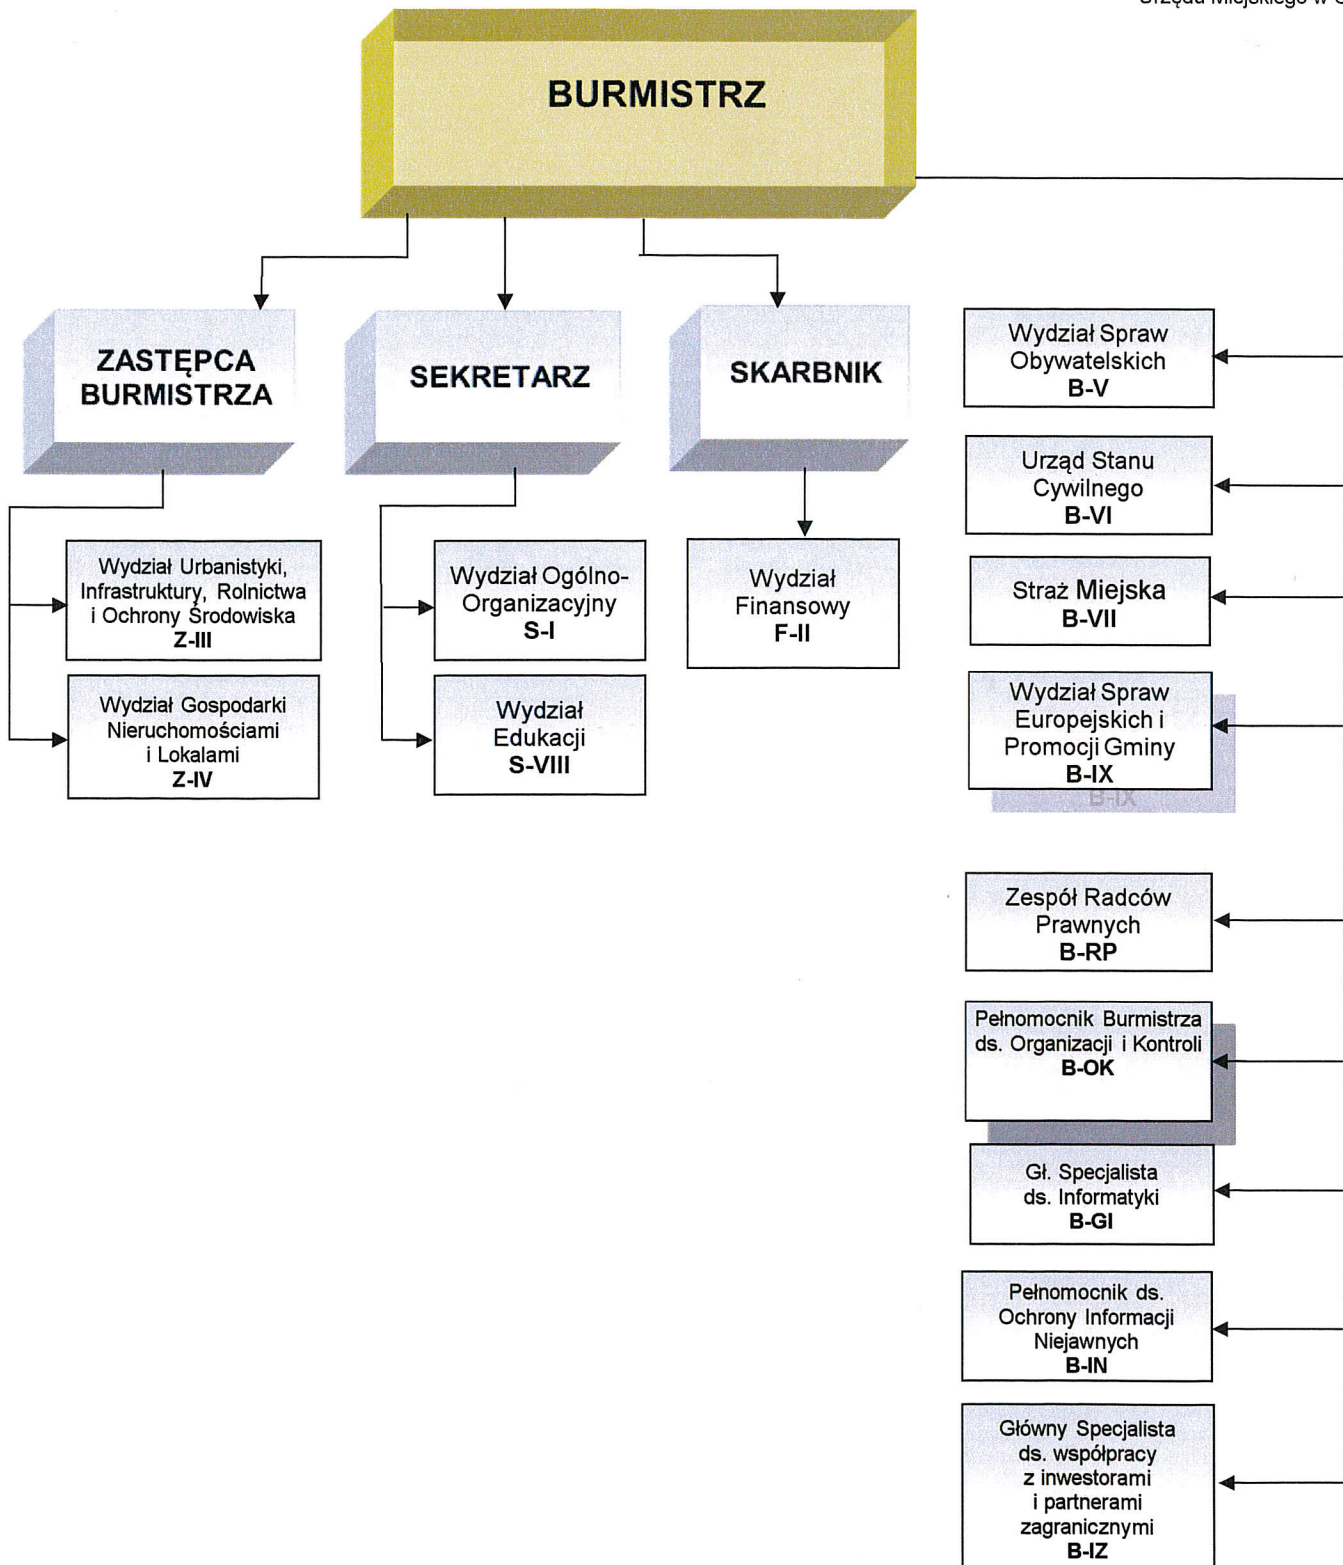 Urzędu Miejskiego w
BURMISTRZ
ZASTĘPCA
BURMISTRZA
SEKRETARZ
SKARBNIK
Wydział Urbanistyki,
Infrastruktury, Rolnictwa
i Ochrony Środowiska
Z-III
Wydział Gospodarki
Nieruchomościami
i Lokalami
Z-IV
Wydział Ogólno-
Organizacyjny
S-I
Wydział
Edukacji
S-VIII
Wydział
Finansowy
F-II
Wydział Spraw
Obywatelskich
B-V
Urząd Stanu
Cywilnego
B-VI
Straż Miejska
B-VII
Wydział Spraw
Europejskich i
Promocji Gminy
B-IX
B-IX
Zespół Radców
Prawnych
B-RP
Pełnomocnik Burmistrza
ds. Organizacji i Kontroli
B-OK
Gł. Specjalista
ds. Informatyki
B-GI
Pełnomocnik ds.
Ochrony Informacji
Niejawnych
B-IN
Główny Specjalista
ds. współpracy
z inwestorami
i partnerami
zagranicznymi
B-IZ